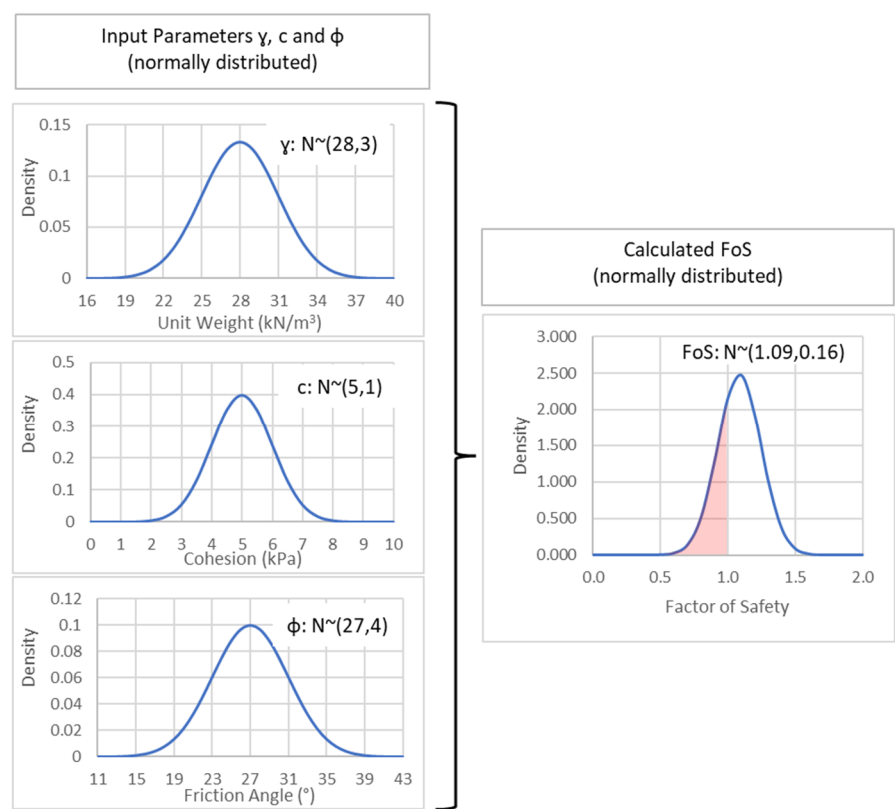 Input Parameters ɣ, c and ϕ
(normally distributed)
0.15
0.1
0.05
0
Density
ɣ: N~(28,3)
16 19 22 25 28 31 34 37 40
Unit Weight (kN/m³)
0.5
0.4
0.3
0.2
0.1
0
Density
c: N~(5,1)
0 1 2 3 4 5 6 7 8 9 10
Cohesion (kPa)
0.12
0.1
0.08
0.06
0.04
0.02
0
Density
ϕ: N~(27,4)
11 15 19 23 27 31 35 39 43
Friction Angle (°)
Calculated FoS
(normally distributed)
3.000
2.500
2.000
1.500
1.000
0.500
0.000
Density
FoS: N~(1.09,0.16)
0.0 0.5 1.0 1.5 2.0
Factor of Safety